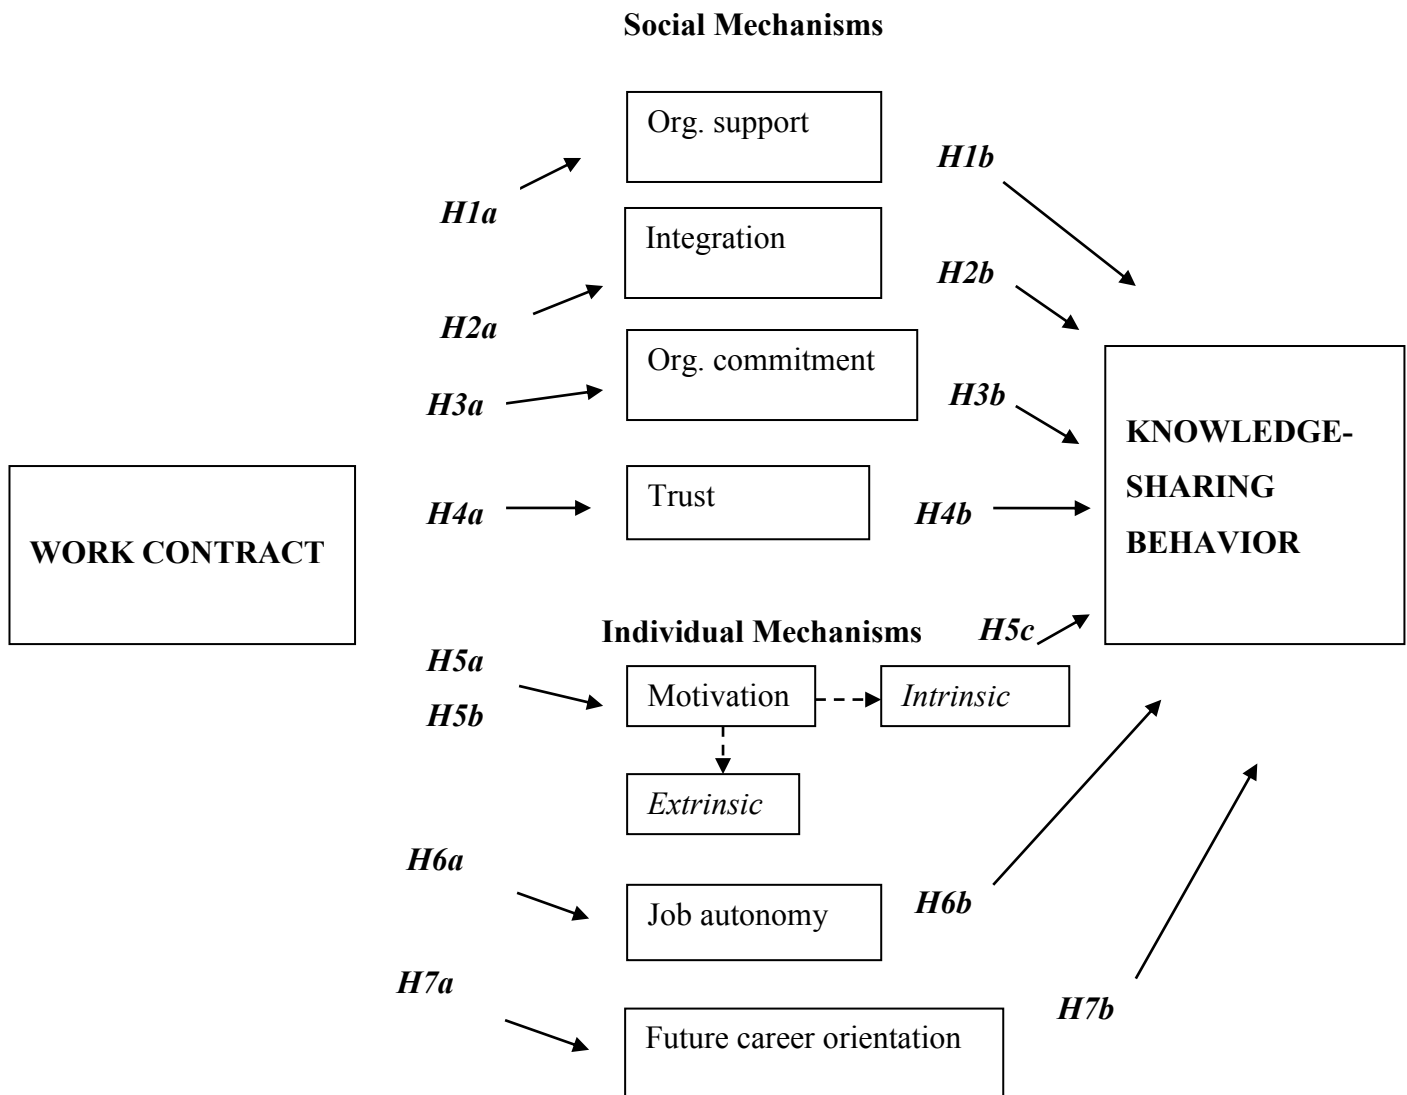 Social Mechanisms
Org. support
H1b
H1a
Integration
H2b
H2a
Org. commitment
H3a
H3b
KNOWLEDGE-
SHARING
BEHAVIOR
Trust
H4a
H4b
WORK CONTRACT
Individual Mechanisms
H5c
H5a
H5b
Motivation
Intrinsic
Extrinsic
H6a
Job autonomy
H6b
H7a
H7b
Future career orientation